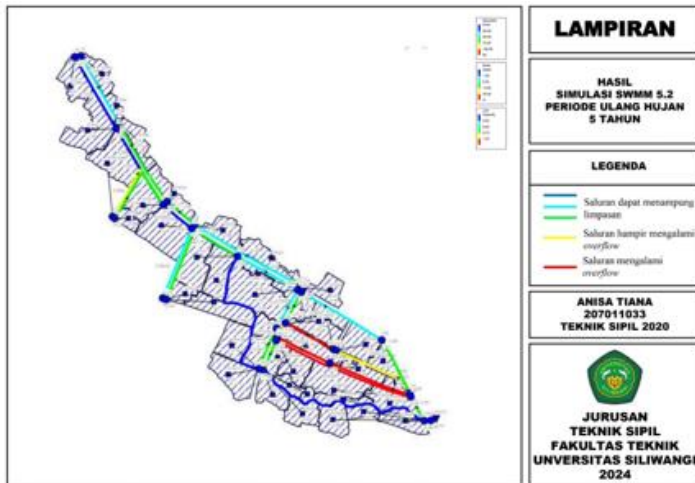 LAMPIRAN
HASIL
SIMULASI SWMM 5.2
PERIODE ULANG HUJAN
5 TAHUN
LEGENDA
Saluran dapat menampung
limpasan
Saluran hampir mengalami
overflow
Saluran mengalami
overflow
ANISA TIANA
207011033
TEKNIK SIPIL 2020
JURUSAN
TEKNIK SIPIL
FAKULTAS TEKNIK
UNVERSITAS SILIWANGI
2024